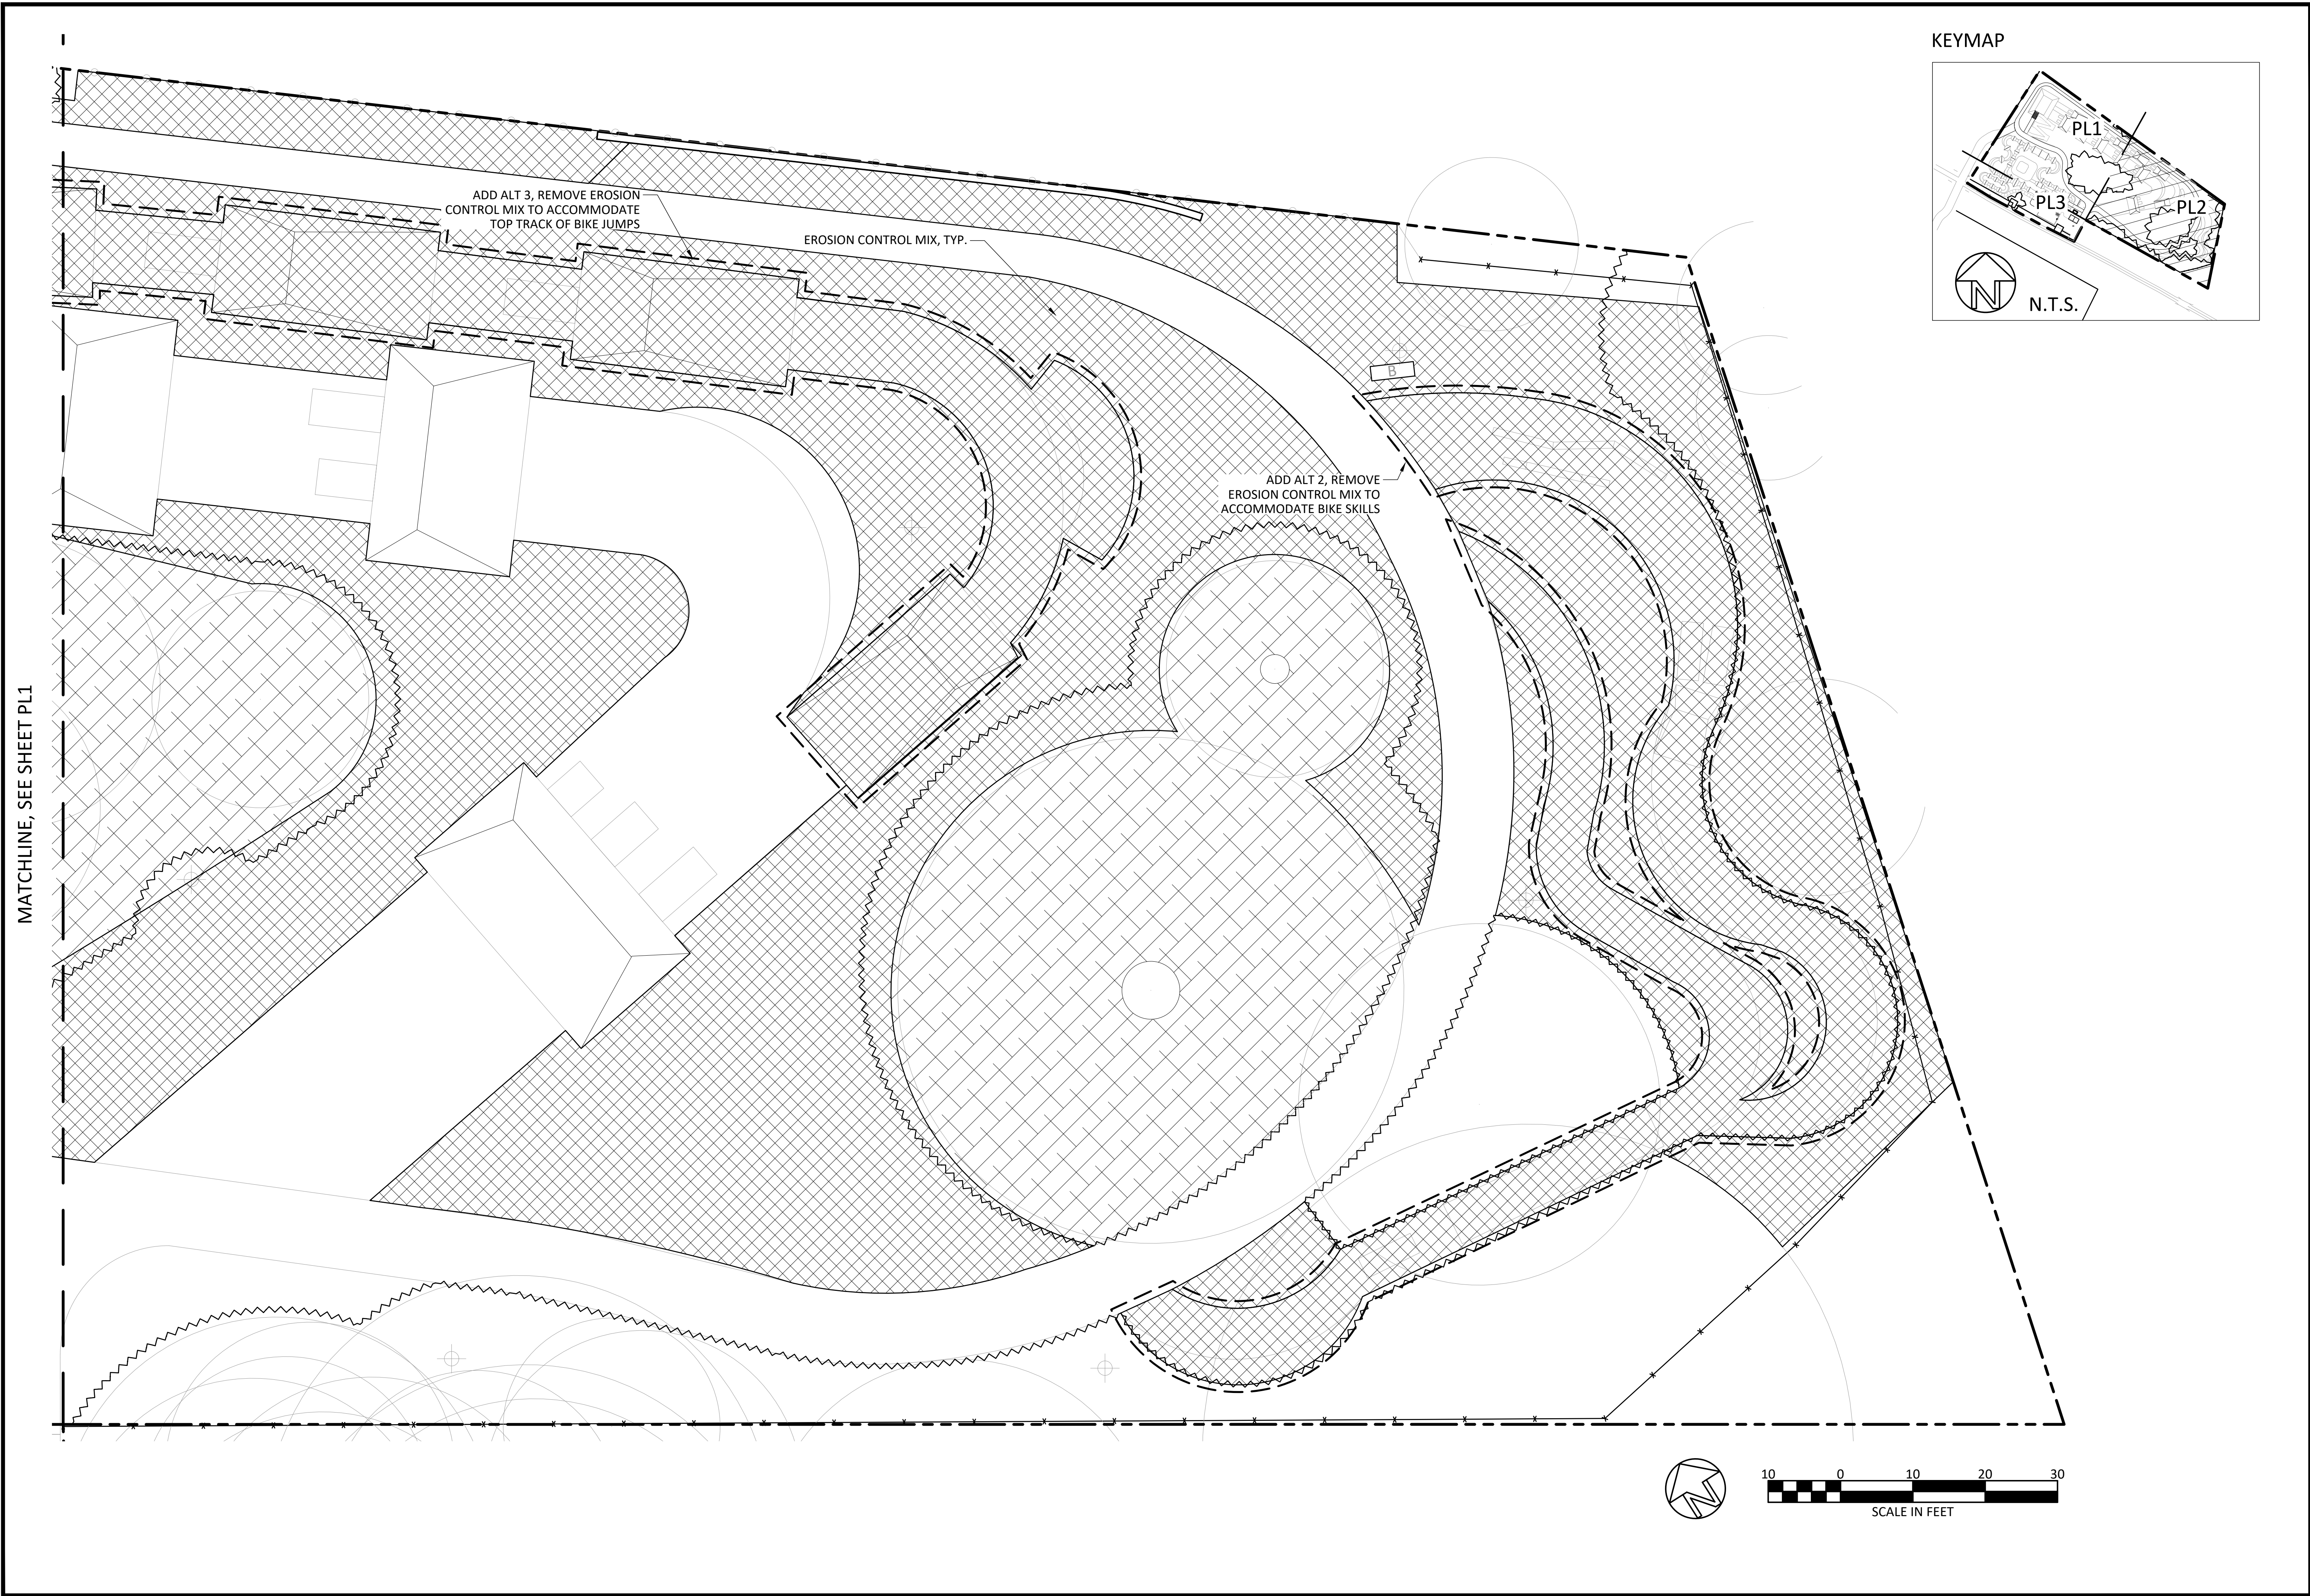 KEYMAP
PL1
PL3
PL2
N
N.T.S.
ADD ALT 3, REMOVE EROSION
CONTROL MIX TO ACCOMMODATE
TOP TRACK OF BIKE JUMPS
EROSION CONTROL MIX, TYP.
B
ADD ALT 2, REMOVE
EROSION CONTROL MIX TO
ACCOMMODATE BIKE SKILLS
MATCHLINE, SEE SHEET PL1
N
10 0 10 20 30
SCALE IN FEET